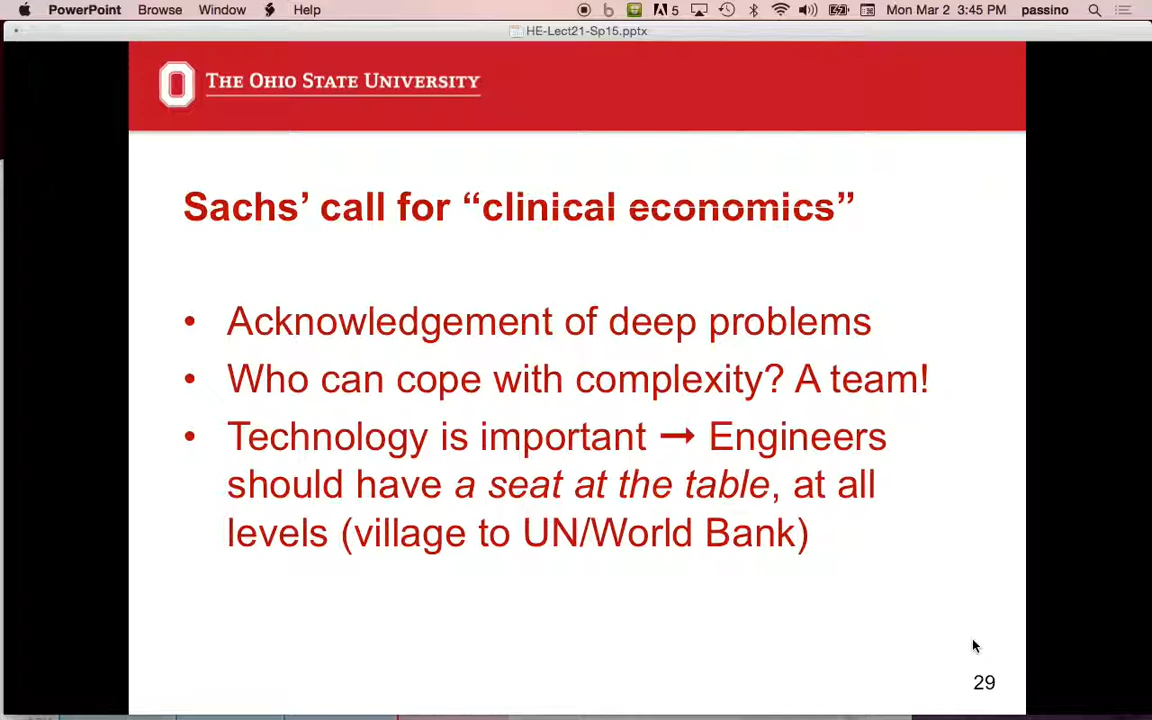 PowerPoint Browse Window Help 5 Mon Mar 2 3:45 PM passino
HE-Lect21-Sp15.pptx
THE OHIO STATE UNIVERSITY
Sachs’ call for “clinical economics”
• Acknowledgement of deep problems
• Who can cope with complexity? A team!
• Technology is important → Engineers
should have a seat at the table, at all
levels (village to UN/World Bank)
29